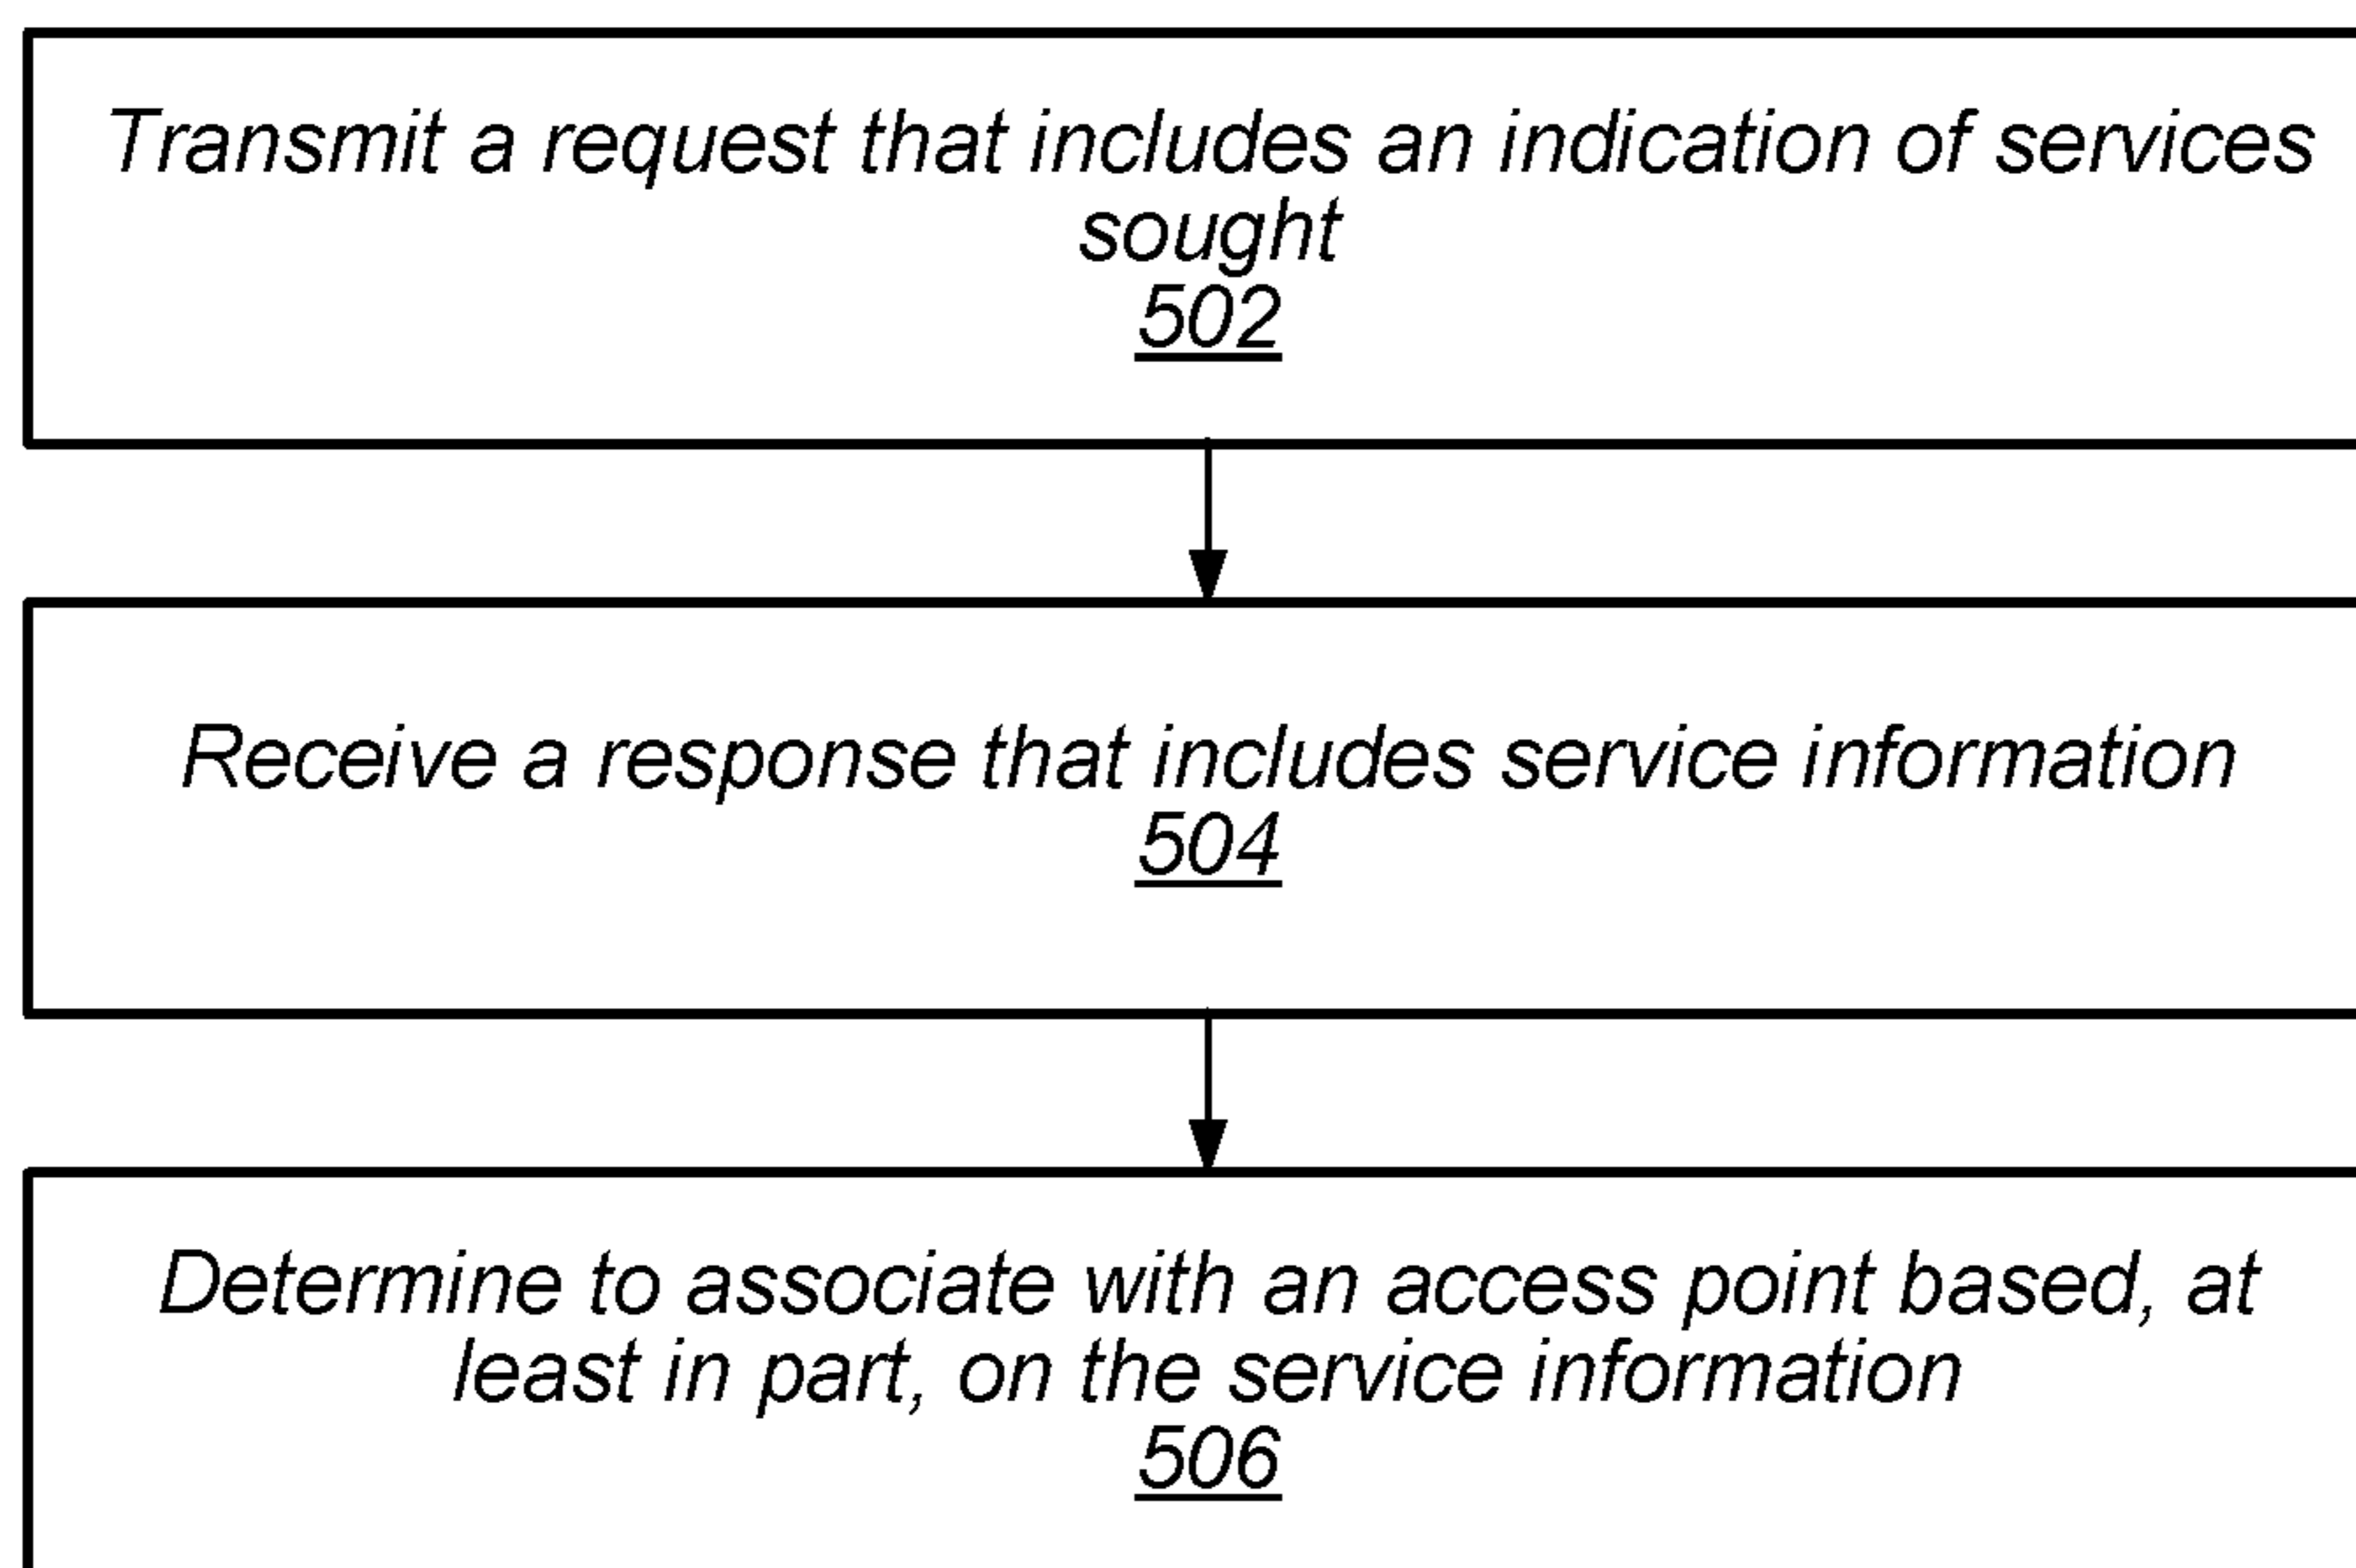 Transmit a request that includes an indication of services
sought
502
Receive a response that includes service information
504
Determine to associate with an access point based, at
least in part, on the service information
506